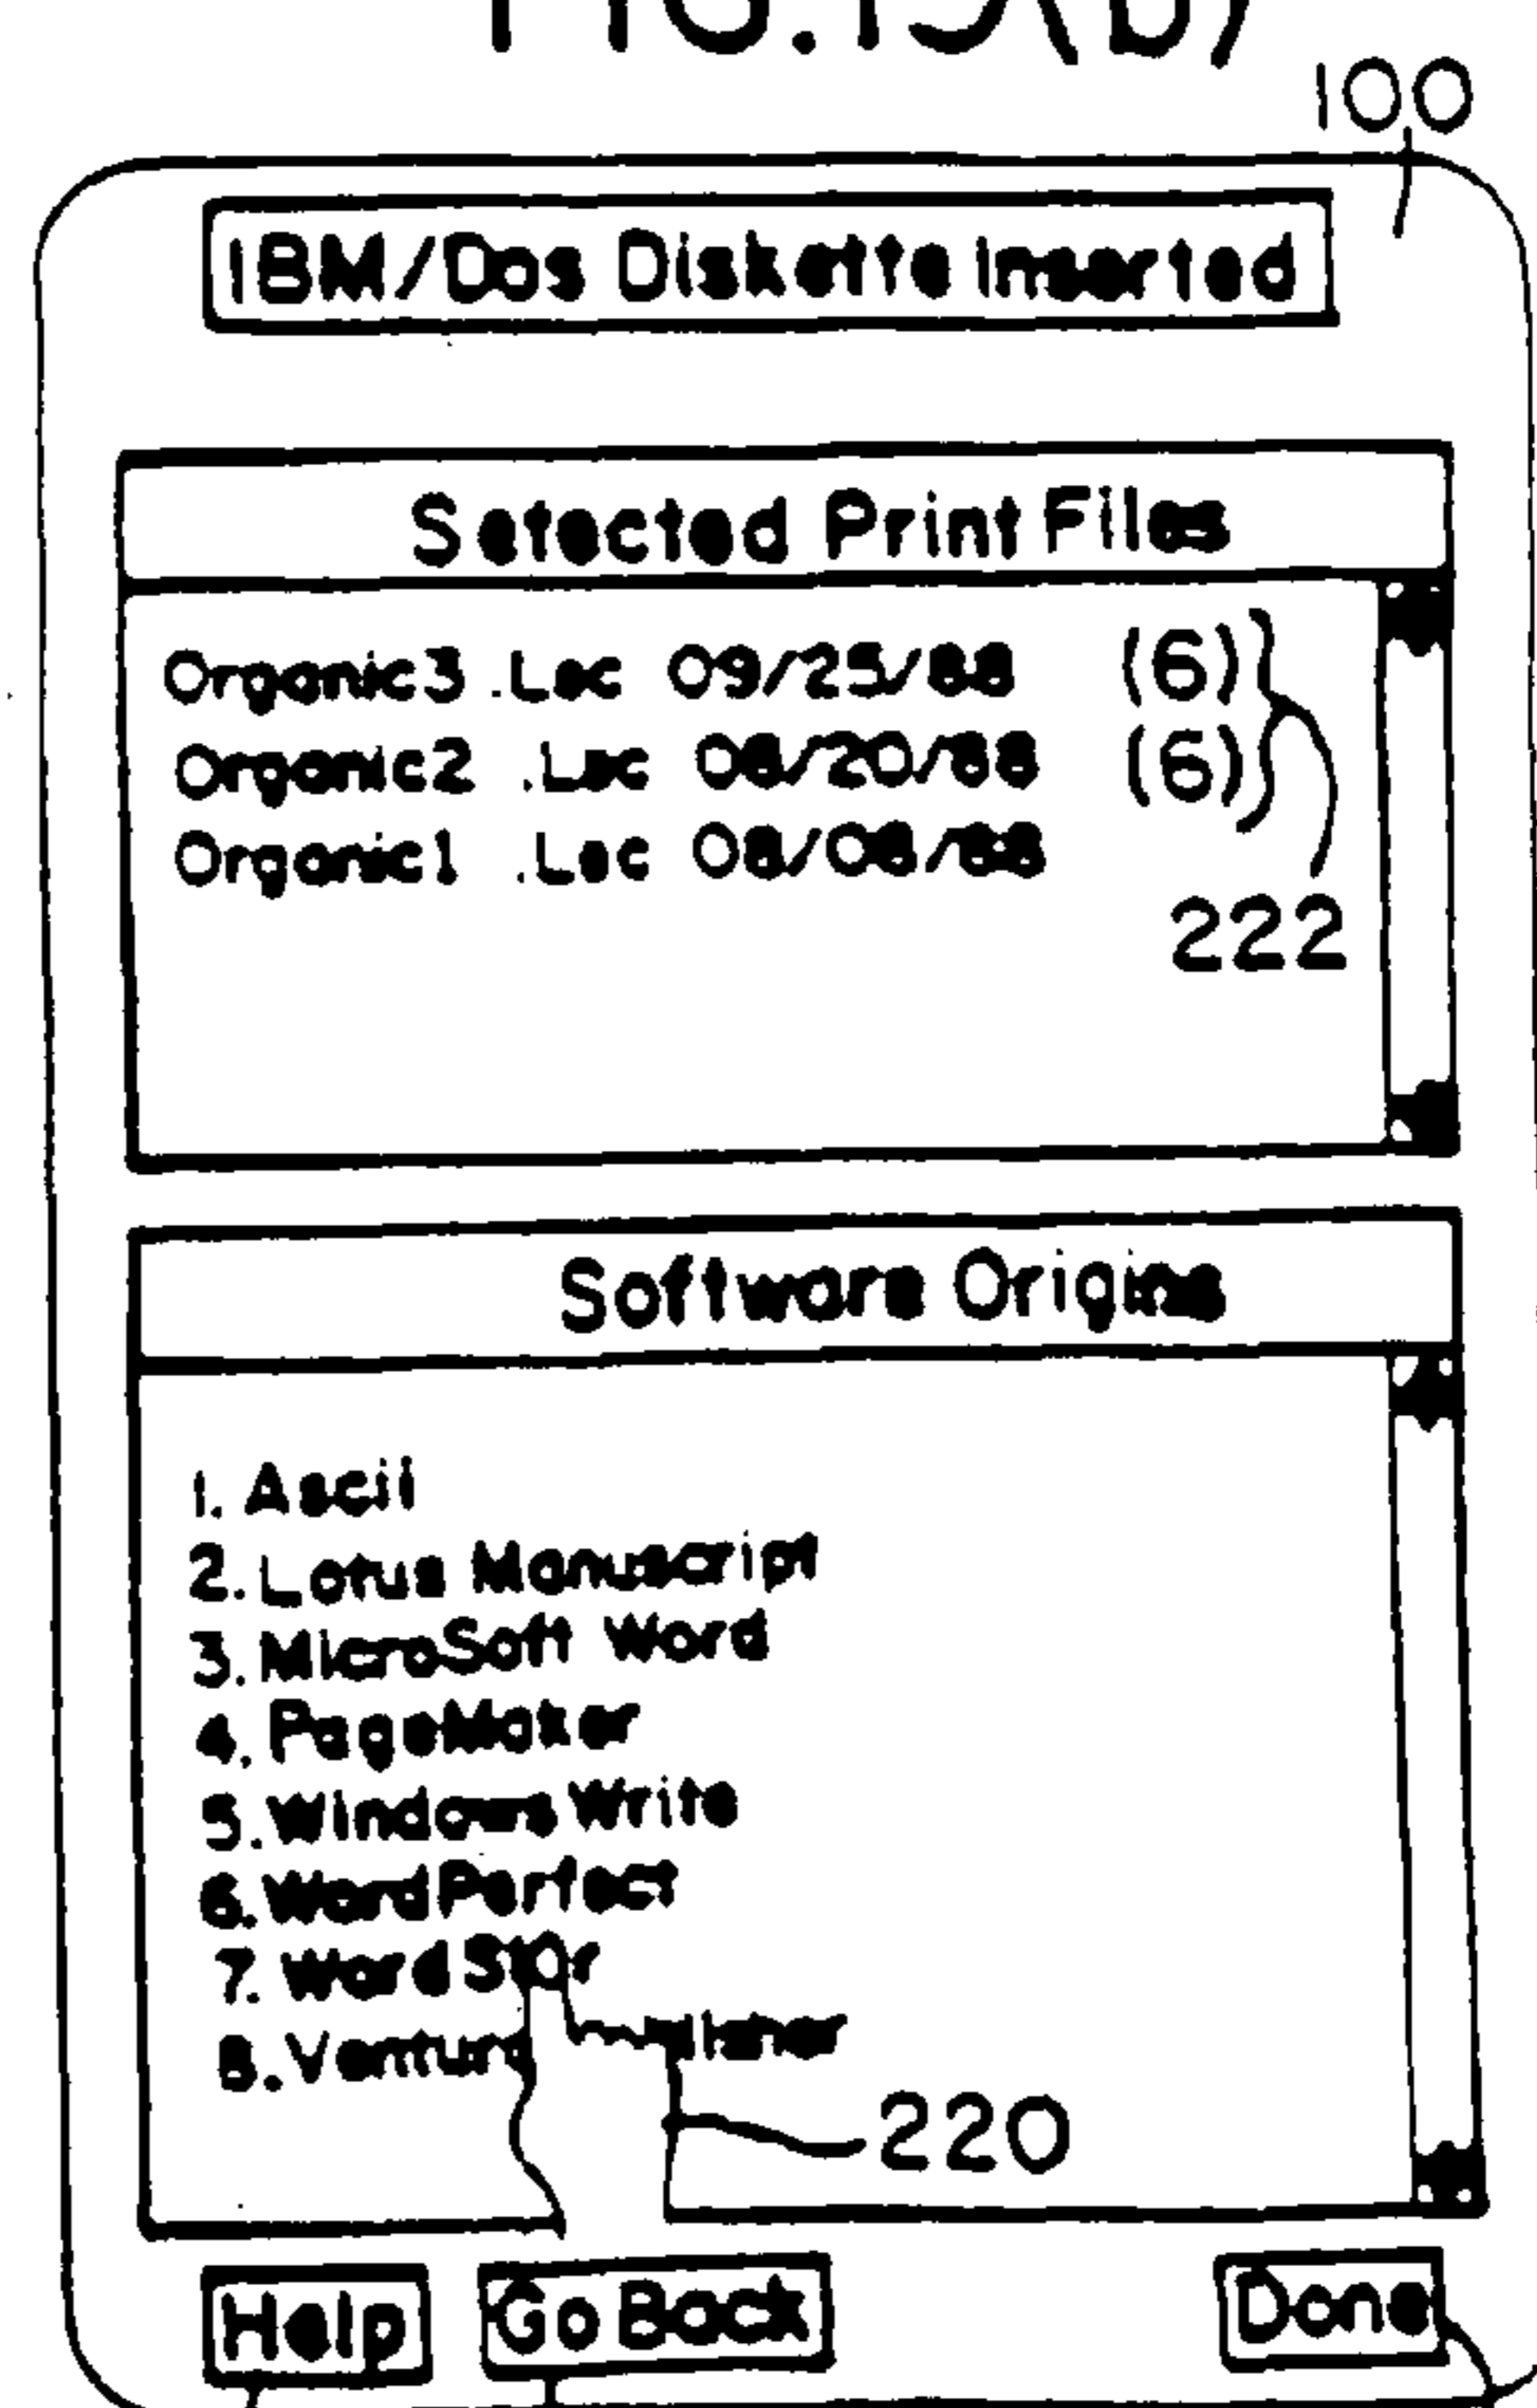 FIG.15(b)
100
IBM/Dos Diskette Inserted
Selected Print Files
Organic3 .Lec 09/25/88 (6)
Organic2 .Lec 08/20/88 (6)
Organic1 .Lec 08/08/88
222
Software Origins
1. Ascii
2. Lotus Manuscript
3. MicroSoft Word
4. PageMaker
5. Windows Write
6. WordPerfect
7. WordStar
8. Ventura
220
Help Go Back Done